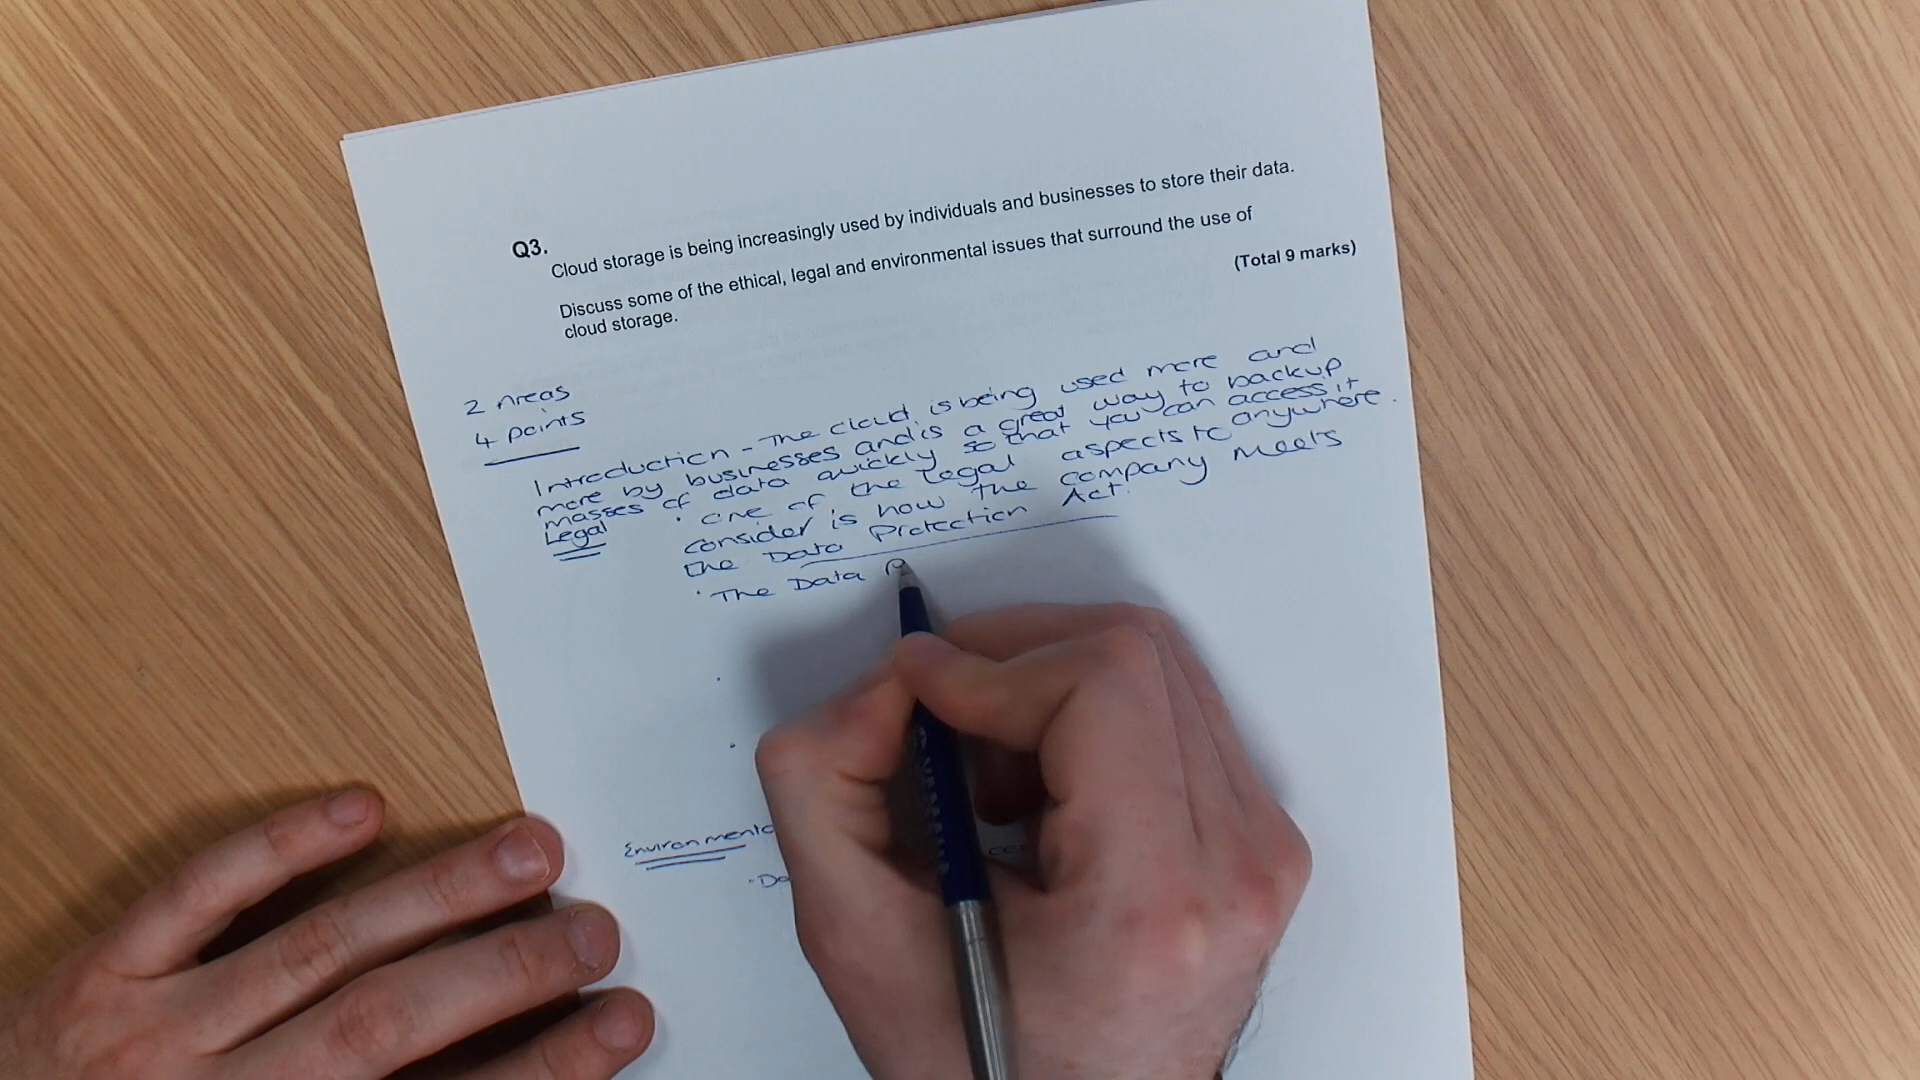 Q3.
Cloud storage is being increasingly used by individuals and businesses to store their data.
Discuss some of the ethical, legal and environmental issues that surround the use of
cloud storage.
(Total 9 marks)
2 Areas
4 points
Introduction - The cloud is being used more and
more by businesses and is a great way to backup
masses of data quickly so that you can access it
anywhere.
Legal
· One of the legal aspects to
consider is how the company meets
the Data Protection Act.
· The Data P
Environmenta
· Da
YAMAHA